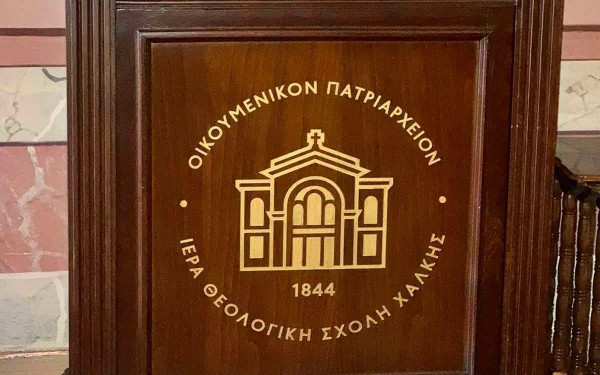 ΟΙΚΟΥΜΕΝΙΚΟΝ ΠΑΤΡΙΑΡΧΕΙΟΝ
1844
ΙΕΡΑ ΘΕΟΛΟΓΙΚΗ ΣΧΟΛΗ ΧΑΛΚΗΣ